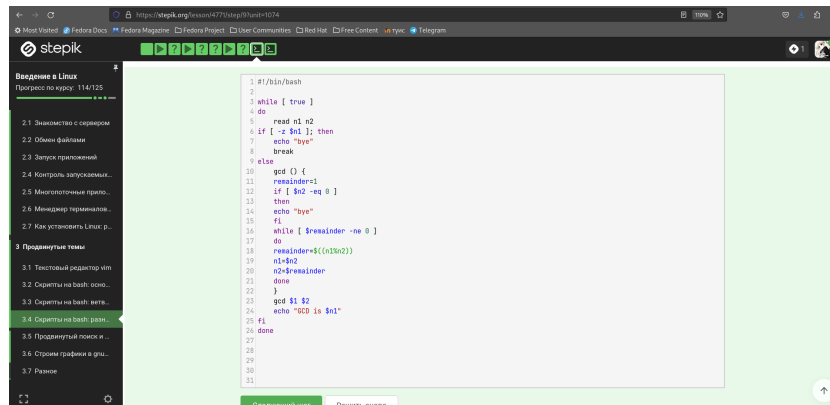 https://stepik.org/lesson/4771/step/9?unit=1074
110%
Most Visited Fedora Docs Fedora Magazine Fedora Project User Communities Red Hat Free Content Telegram
stepik
1
Введение в Linux
Прогресс по курсу: 114/125
2.1 Знакомство с сервером
2.2 Обмен файлами
2.3 Запуск приложений
2.4 Контроль запускаемых...
2.5 Многопоточные прило...
2.6 Менеджер терминалов...
2.7 Как установить Linux: р...
3 Продвинутые темы
3.1 Текстовый редактор vim
3.2 Скрипты на bash: осно...
3.3 Скрипты на bash: ветв...
3.4 Скрипты на bash: разн...
3.5 Продвинутый поиск и ...
3.6 Строим графики в gnu...
3.7 Разное
1 #!/bin/bash
2
3 while [ true ]
4 do
5 read n1 n2
6 if [ -z $n1 ]; then
7 echo "bye"
8 break
9 else
10 gcd () {
11 remainder=1
12 if [ $n2 -eq 0 ]
13 then
14 echo "bye"
15 fi
16 while [ $remainder -ne 0 ]
17 do
18 remainder=$((n1%n2))
19 n1=$n2
20 n2=$remainder
21 done
22 }
23 gcd $1 $2
24 echo "GCD is $n1"
25 fi
26 done
27
28
29
30
31